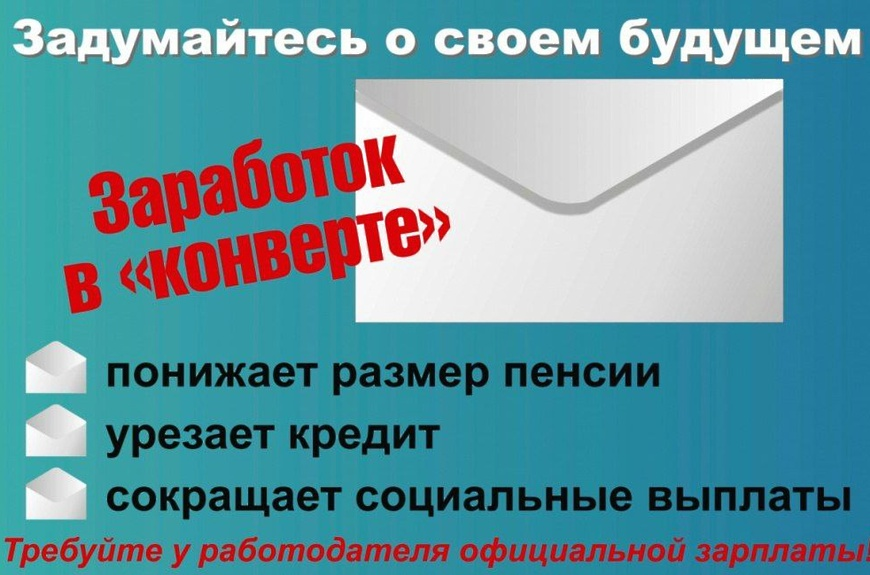 Задумайтесь о своем будущем
Заработок
в «конверте»
понижает размер пенсии
урезает кредит
сокращает социальные выплаты
Требуйте у работодателя официальной зарплаты!